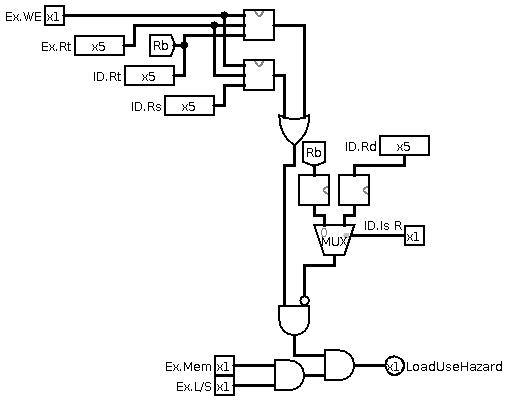 Ex.WE x1
Ex.Rt x5
Rb
ID.Rt x5
ID.Rs x5
Rb
ID.Rd x5
0
MUX
ID.Is R x1
Ex.Mem x1
Ex.L/S x1
x1 LoadUseHazard